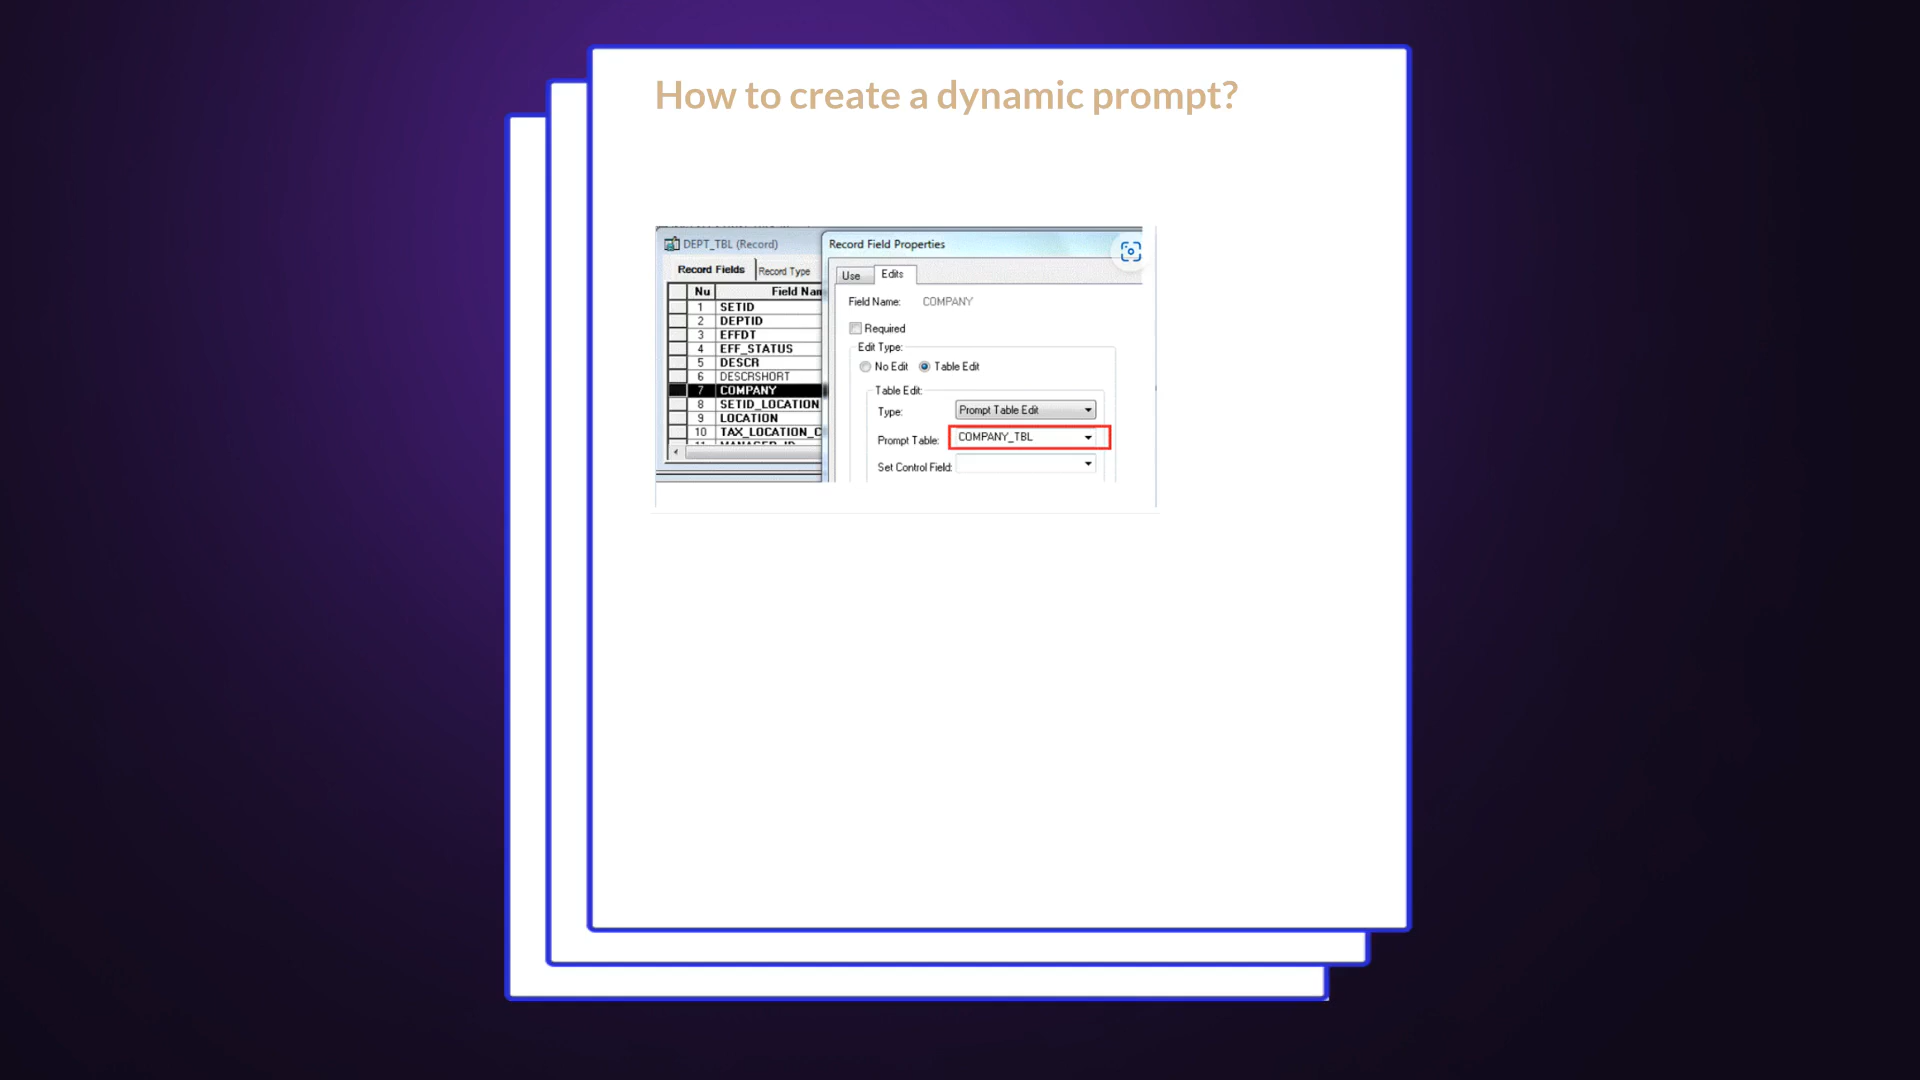 How to create a dynamic prompt?
DEPT_TBL (Record)
Record Fields
Record Type
Nu
Field Nam
1 SETID
2 DEPTID
3 EFFDT
4 EFF_STATUS
5 DESCR
6 DESCRSHORT
7 COMPANY
8 SETID_LOCATION
9 LOCATION
10 TAX_LOCATION_C
Record Field Properties
Use
Edits
Field Name: COMPANY
Required
Edit Type:
No Edit
Table Edit
Table Edit:
Type: Prompt Table Edit
Prompt Table: COMPANY_TBL
Set Control Field: